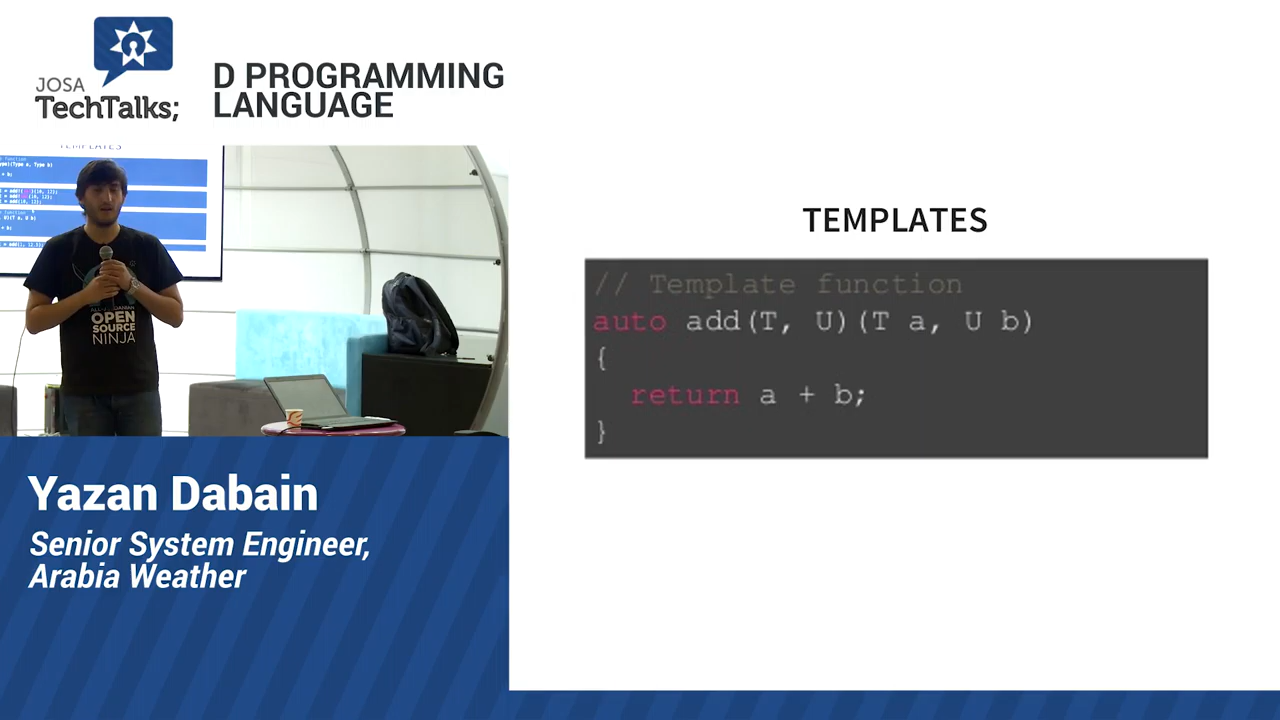 JOSA
TechTalks;
D PROGRAMMING
LANGUAGE
TEMPLATES
OPEN
SOURCE
NINJA
Yazan Dabain
Senior System Engineer,
Arabia Weather
TEMPLATES
// Template function
auto add(T, U)(T a, U b)
{
return a + b;
}